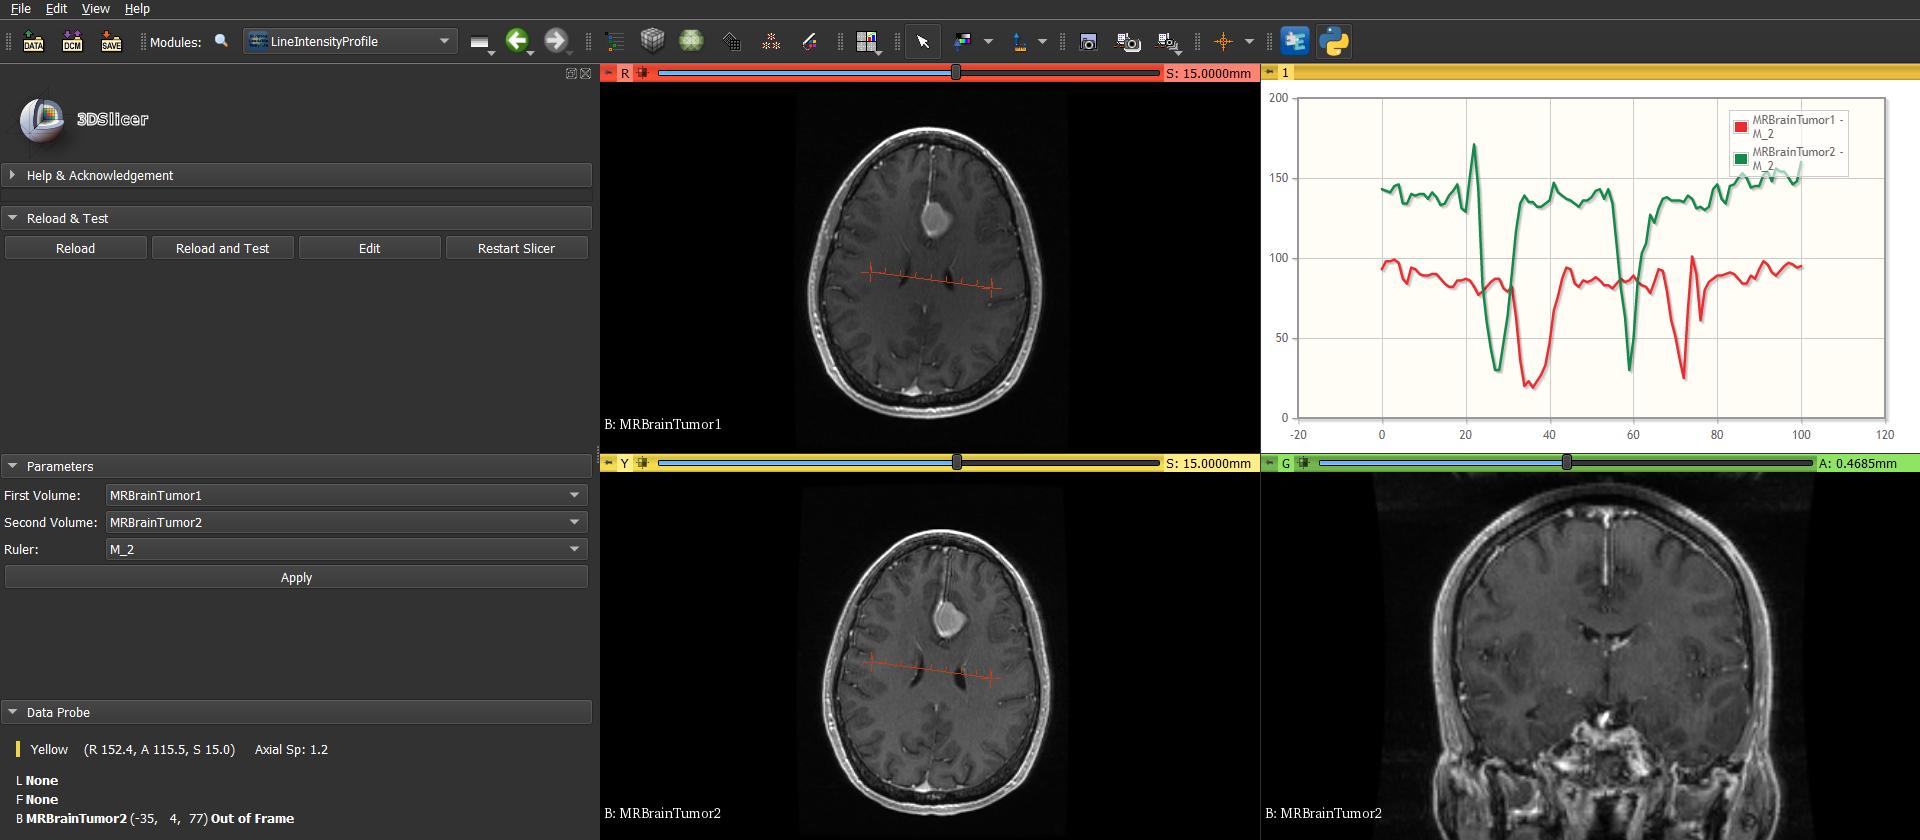 File Edit View Help
DATA DCM SAVE Modules: LineIntensityProfile
3DSlicer
Help & Acknowledgement
Reload & Test
Reload Reload and Test Edit Restart Slicer
Parameters
First Volume: MRBrainTumor1
Second Volume: MRBrainTumor2
Ruler: M_2
Apply
Data Probe
Yellow (R 152.4, A 115.5, S 15.0) Axial Sp: 1.2
L None
F None
B MRBrainTumor2 (-35, 4, 77) Out of Frame
R S: 15.0000mm
B: MRBrainTumor1
1
200
150
100
50
0
-20 0 20 40 60 80 100 120
MRBrainTumor1 -
M_2
MRBrainTumor2 -
M_2
Y S: 15.0000mm
B: MRBrainTumor2
G A: 0.4685mm
B: MRBrainTumor2